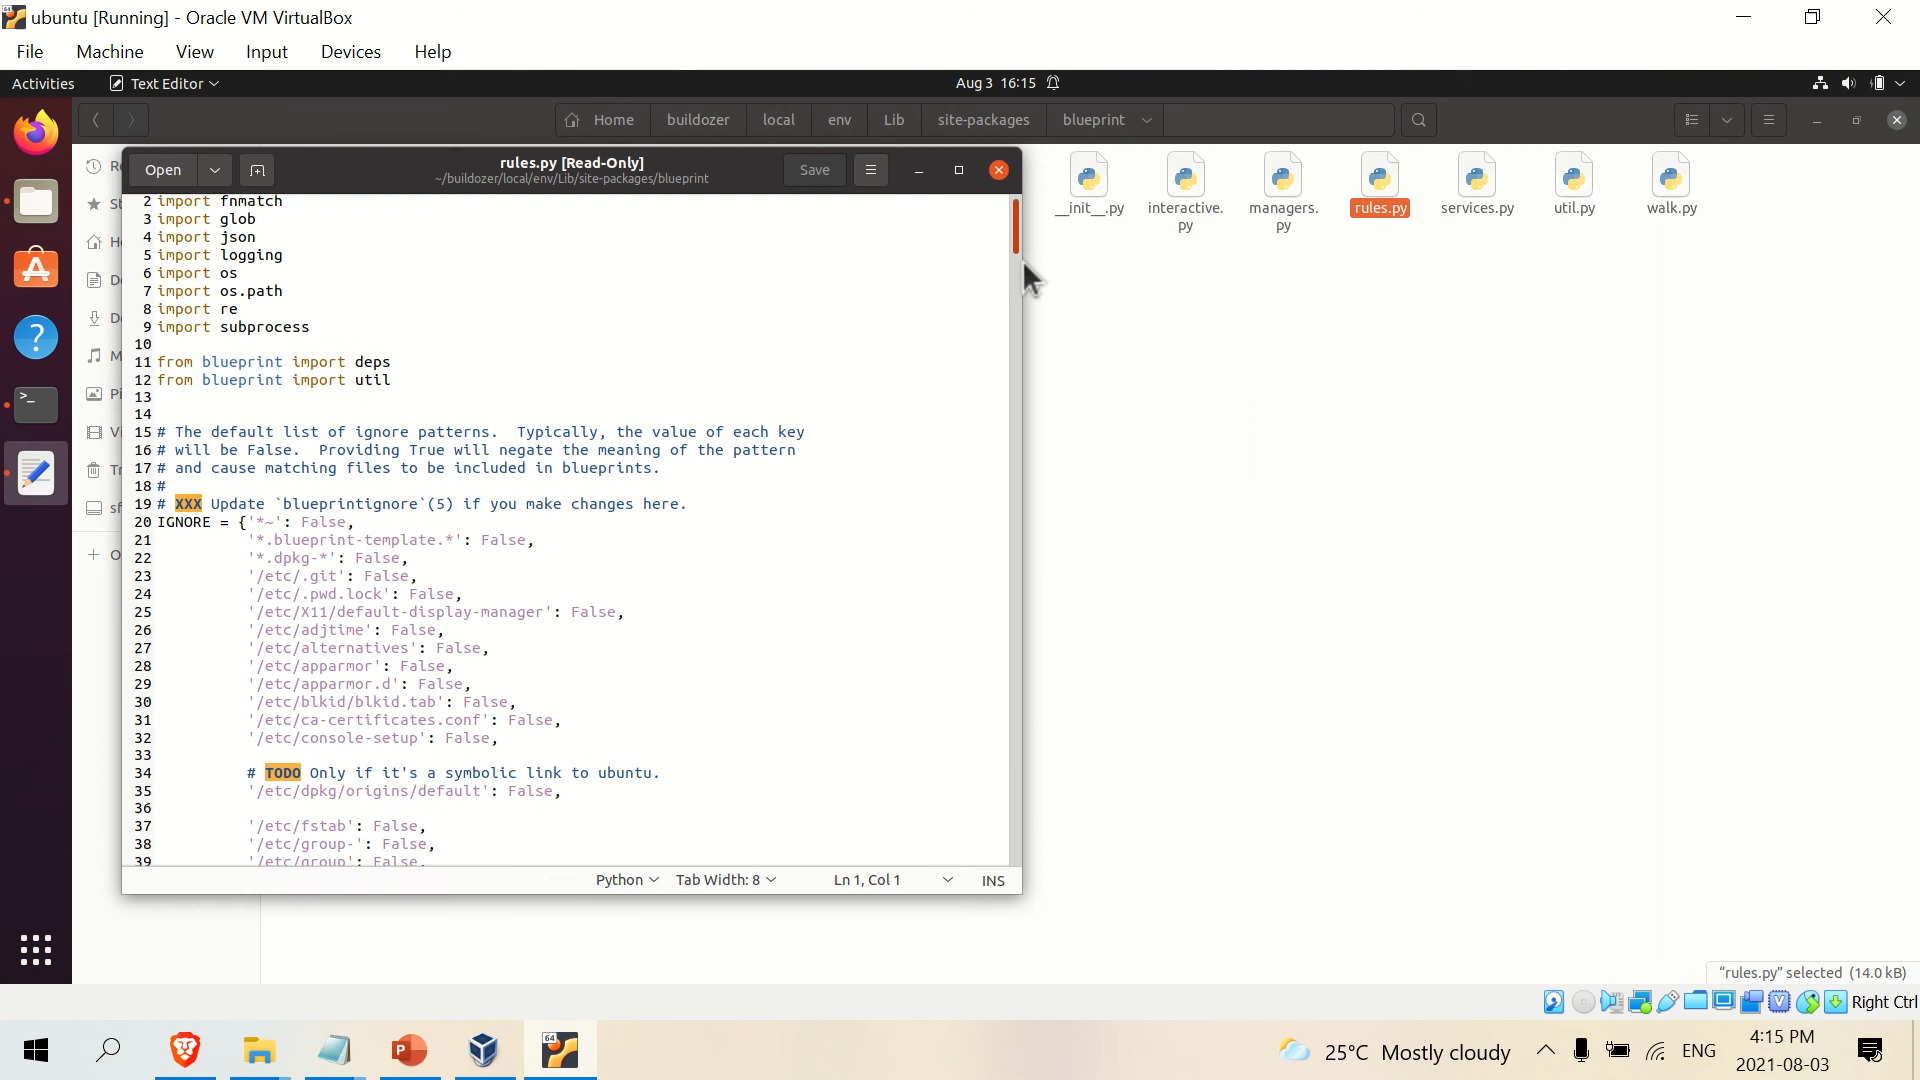 ubuntu [Running] - Oracle VM VirtualBox
File Machine View Input Devices Help
Activities Text Editor Aug 3 16:15
Home buildozer local env Lib site-packages blueprint
Open rules.py [Read-Only] Save
~/buildozer/local/env/Lib/site-packages/blueprint
__init__.py interactive.py managers.py rules.py services.py util.py walk.py
2 import fnmatch
3 import glob
4 import json
5 import logging
6 import os
7 import os.path
8 import re
9 import subprocess
10
11 from blueprint import deps
12 from blueprint import util
13
14
15 # The default list of ignore patterns.  Typically, the value of each key
16 # will be False.  Providing True will negate the meaning of the pattern
17 # and cause matching files to be included in blueprints.
18 #
19 # XXX Update `blueprintignore`(5) if you make changes here.
20 IGNORE = {'*~': False,
21 '*.blueprint-template.*': False,
22 '*.dpkg-*': False,
23 '/etc/.git': False,
24 '/etc/.pwd.lock': False,
25 '/etc/X11/default-display-manager': False,
26 '/etc/adjtime': False,
27 '/etc/alternatives': False,
28 '/etc/apparmor': False,
29 '/etc/apparmor.d': False,
30 '/etc/blkid/blkid.tab': False,
31 '/etc/ca-certificates.conf': False,
32 '/etc/console-setup': False,
33
34 # TODO Only if it's a symbolic link to ubuntu.
35 '/etc/dpkg/origins/default': False,
36
37 '/etc/fstab': False,
38 '/etc/group-': False,
39 '/etc/group': False,
Python Tab Width: 8 Ln 1, Col 1 INS
"rules.py" selected (14.0 kB)
Right Ctrl
25°C Mostly cloudy ENG 4:15 PM
2021-08-03